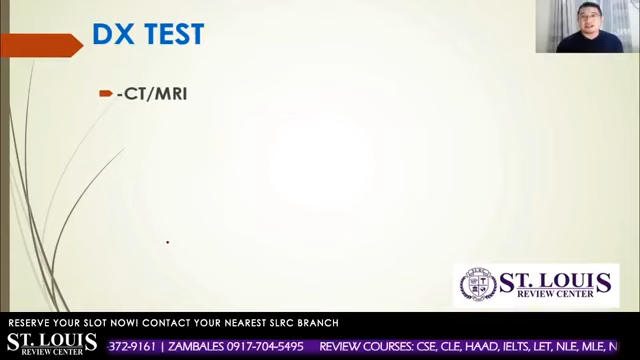 DX TEST
-CT/MRI
ST. LOUIS
REVIEW CENTER
RESERVE YOUR SLOT NOW! CONTACT YOUR NEAREST SLRC BRANCH
ST. LOUIS
REVIEW CENTER
372-9161 | ZAMBALES 0917-704-5495 REVIEW COURSES: CSE, CLE, HAAD, IELTS, LET, NLE, MLE, N